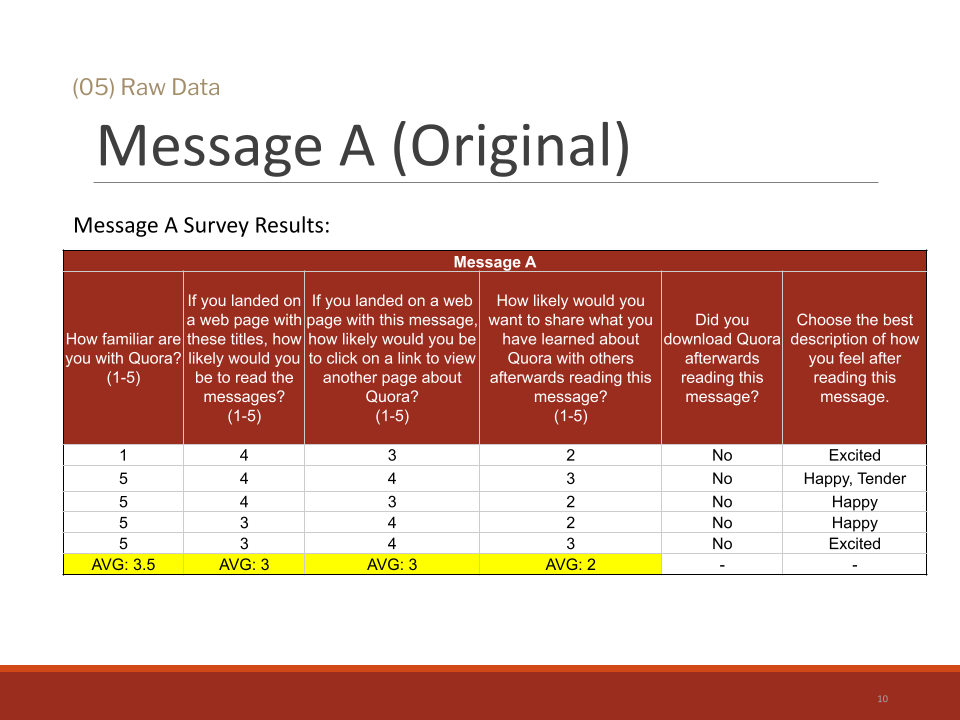 (05) Raw Data
Message A (Original)
Message A Survey Results:
Message A
How familiar are
you with Quora?
(1-5)
If you landed on
a web page with
these titles, how
likely would you
be to read the
messages?
(1-5)
If you landed on a web
page with this message,
how likely would you be
to click on a link to view
another page about
Quora?
(1-5)
How likely would you
want to share what you
have learned about
Quora with others
afterwards reading this
message?
(1-5)
Did you
download Quora
afterwards
reading this
message?
Choose the best
description of how
you feel after
reading this
message.
1 4 3 2 No Excited
5 4 4 3 No Happy, Tender
5 4 3 2 No Happy
5 3 4 2 No Happy
5 3 4 3 No Excited
AVG: 3.5 AVG: 3 AVG: 3 AVG: 2 - -
10